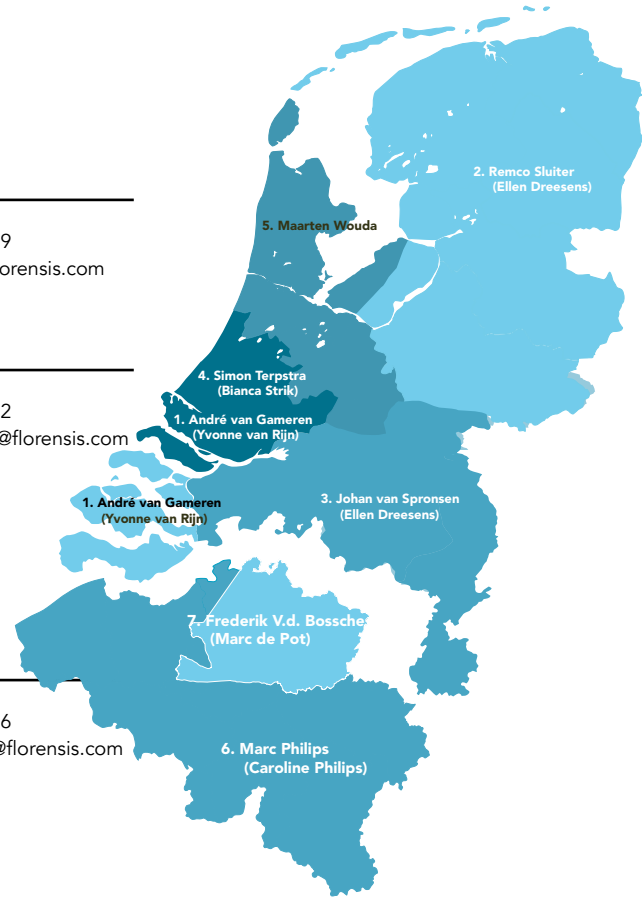 2. Remco Sluiter
(Ellen Dreesens)
5. Maarten Wouda
9
orensis.com
4. Simon Terpstra
(Bianca Strik)
2
@florensis.com
1. André van Gameren
(Yvonne van Rijn)
1. André van Gameren
(Yvonne van Rijn)
3. Johan van Spronsen
(Ellen Dreesens)
7. Frederik V.d. Bossche
(Marc de Pot)
6
@florensis.com
6. Marc Philips
(Caroline Philips)